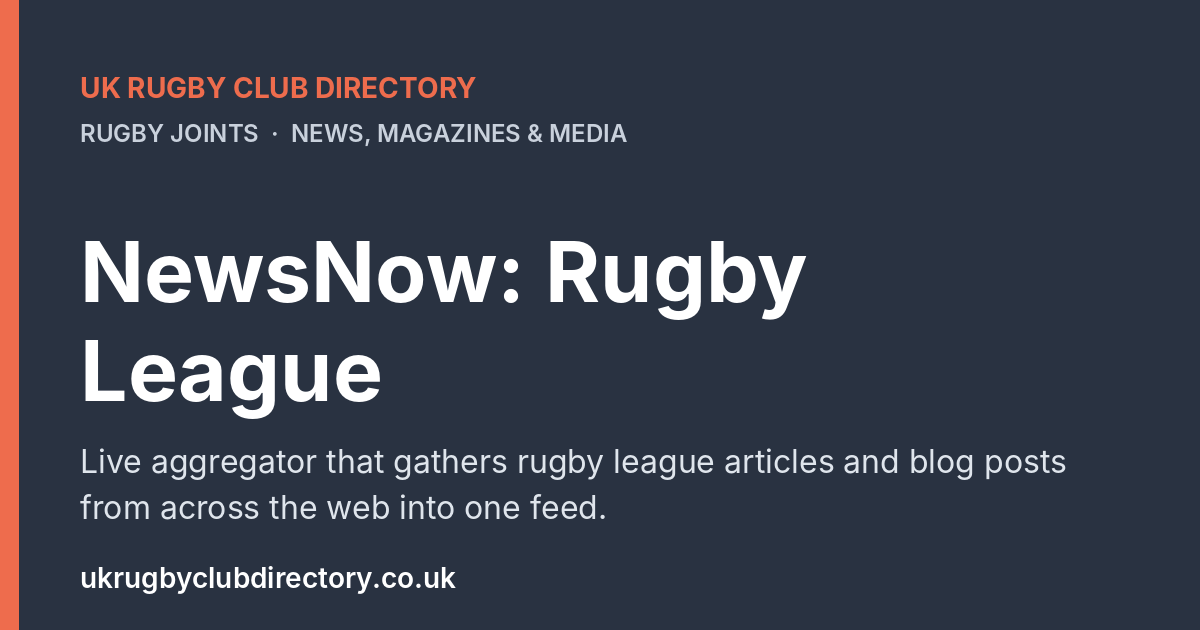 UK RUGBY CLUB DIRECTORY
RUGBY JOINTS · NEWS, MAGAZINES & MEDIA
NewsNow: Rugby
League
Live aggregator that gathers rugby league articles and blog posts
from across the web into one feed.
ukrugbyclubdirectory.co.uk